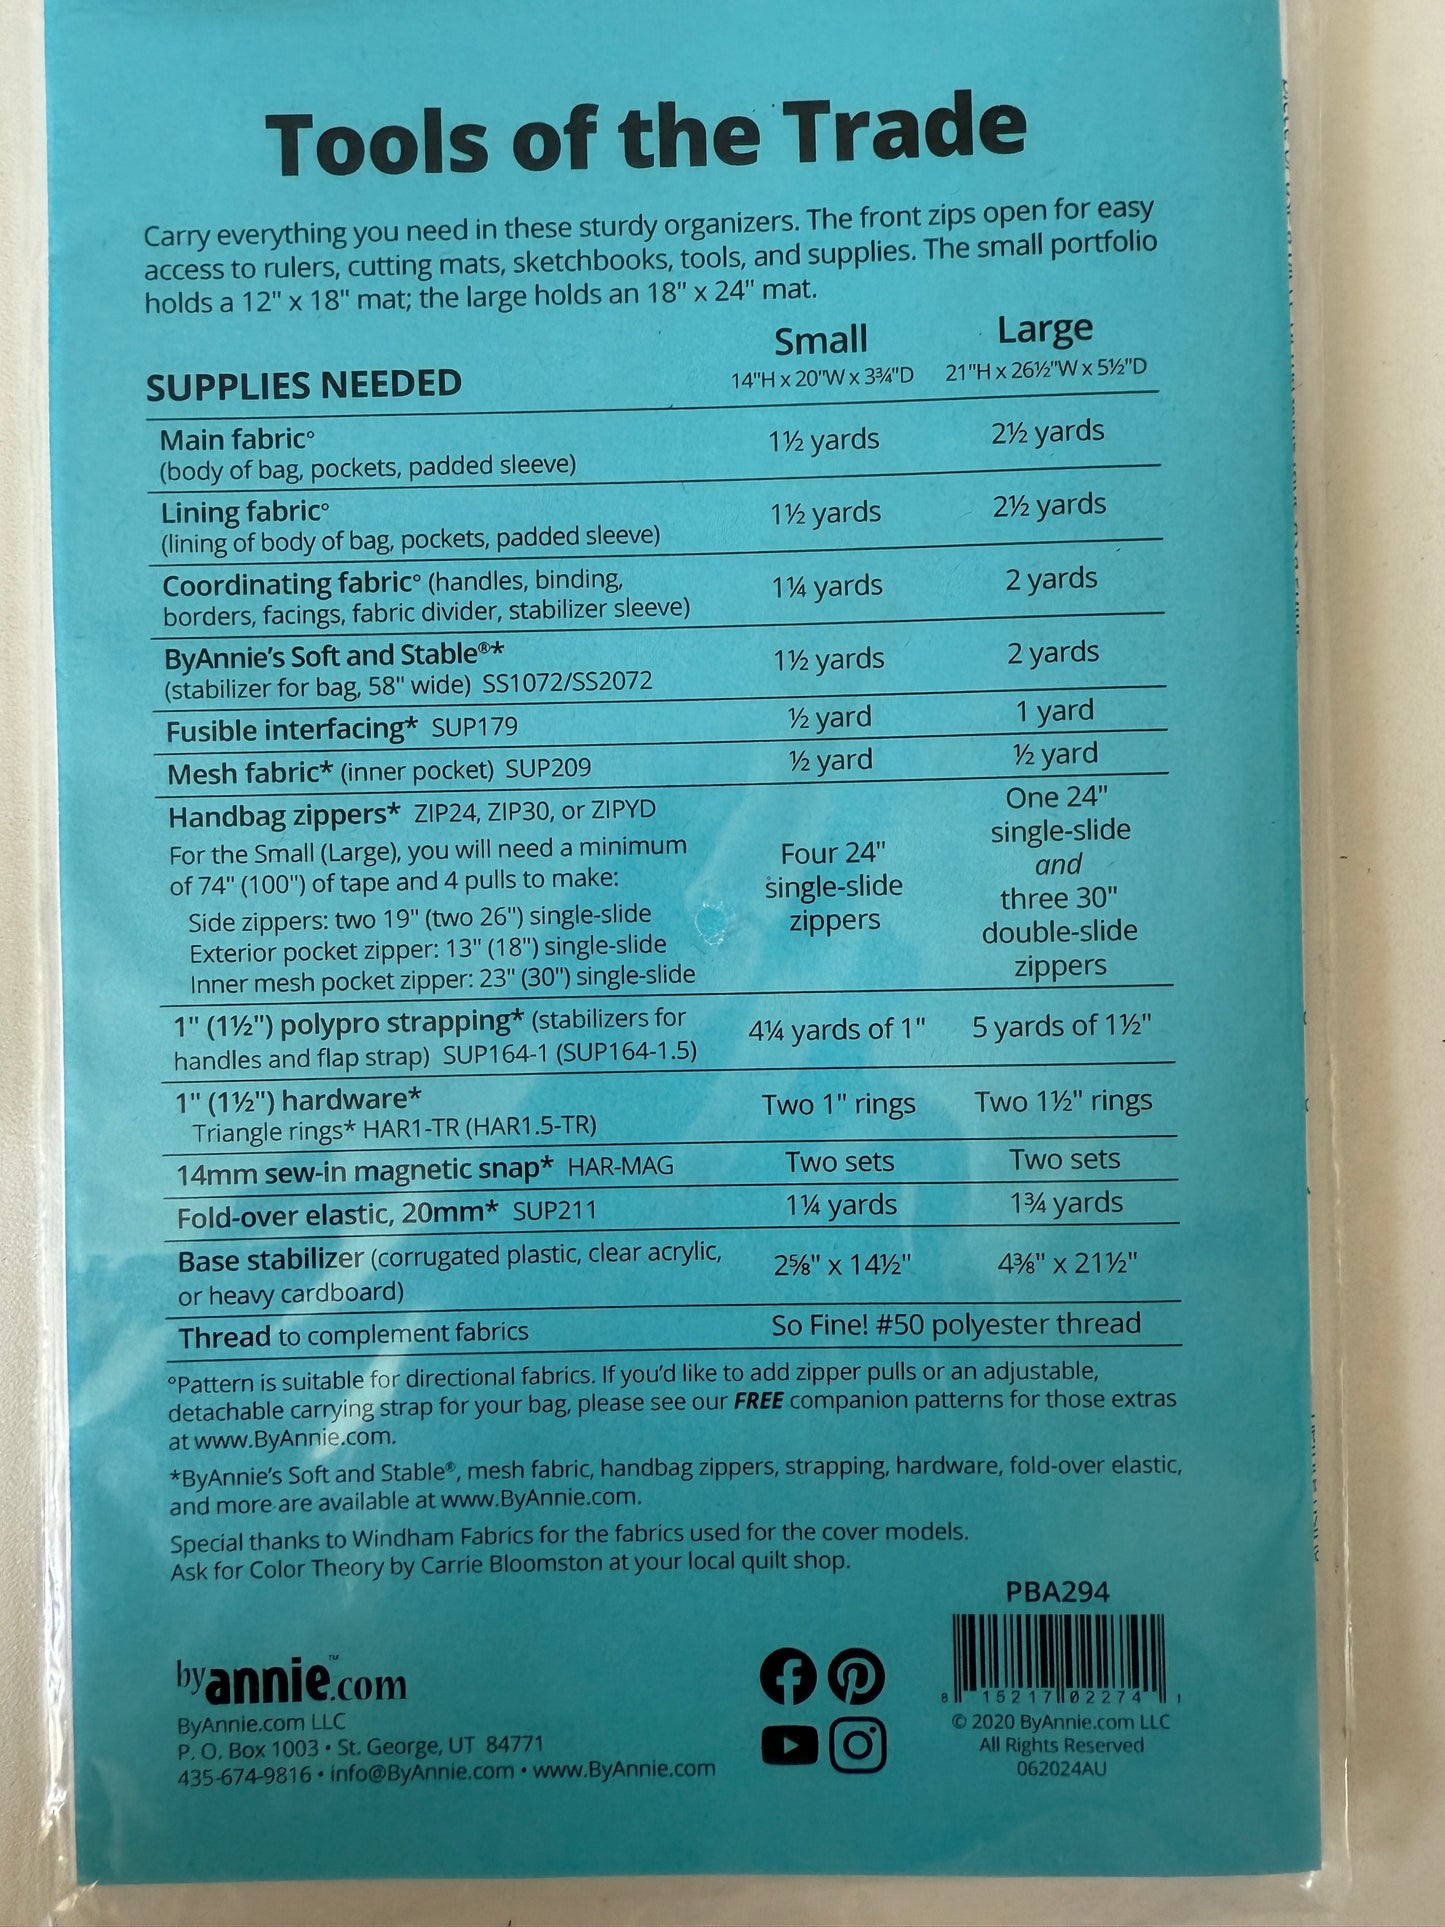 Tools of the Trade
Carry everything you need in these sturdy organizers. The front zips open for easy
access to rulers, cutting mats, sketchbooks, tools, and supplies. The small portfolio
holds a 12" x 18" mat; the large holds an 18" x 24" mat.
Small Large
SUPPLIES NEEDED 14"H x 20"W x 3¾"D 21"H x 26½"W x 5½"D
Main fabric° 1½ yards 2½ yards
(body of bag, pockets, padded sleeve)
Lining fabric° 1½ yards 2½ yards
(lining of body of bag, pockets, padded sleeve)
Coordinating fabric° (handles, binding, 1¼ yards 2 yards
borders, facings, fabric divider, stabilizer sleeve)
ByAnnie's Soft and Stable®* 1½ yards 2 yards
(stabilizer for bag, 58" wide) SS1072/SS2072
Fusible interfacing* SUP179 ½ yard 1 yard
Mesh fabric* (inner pocket) SUP209 ½ yard ½ yard
Handbag zippers* ZIP24, ZIP30, or ZIPYD
For the Small (Large), you will need a minimum
of 74" (100") of tape and 4 pulls to make:
Side zippers: two 19" (two 26") single-slide
Exterior pocket zipper: 13" (18") single-slide
Inner mesh pocket zipper: 23" (30") single-slide
Four 24"
single-slide
zippers
One 24"
single-slide
and
three 30"
double-slide
zippers
1" (1½") polypro strapping* (stabilizers for 4¼ yards of 1" 5 yards of 1½"
handles and flap strap) SUP164-1 (SUP164-1.5)
1" (1½") hardware* Two 1" rings Two 1½" rings
Triangle rings* HAR1-TR (HAR1.5-TR)
14mm sew-in magnetic snap* HAR-MAG Two sets Two sets
Fold-over elastic, 20mm* SUP211 1¼ yards 1¾ yards
Base stabilizer (corrugated plastic, clear acrylic, 2⅝" x 14½" 4⅜" x 21½"
or heavy cardboard)
Thread to complement fabrics So Fine! #50 polyester thread
°Pattern is suitable for directional fabrics. If you'd like to add zipper pulls or an adjustable,
detachable carrying strap for your bag, please see our FREE companion patterns for those extras
at www.ByAnnie.com.
*ByAnnie's Soft and Stable®, mesh fabric, handbag zippers, strapping, hardware, fold-over elastic,
and more are available at www.ByAnnie.com.
Special thanks to Windham Fabrics for the fabrics used for the cover models.
Ask for Color Theory by Carrie Bloomston at your local quilt shop.
PBA294
8 15217 02274 1
byannie.com™
ByAnnie.com LLC
P. O. Box 1003 • St. George, UT 84771
435-674-9816 • info@ByAnnie.com • www.ByAnnie.com
© 2020 ByAnnie.com LLC
All Rights Reserved
062024AU